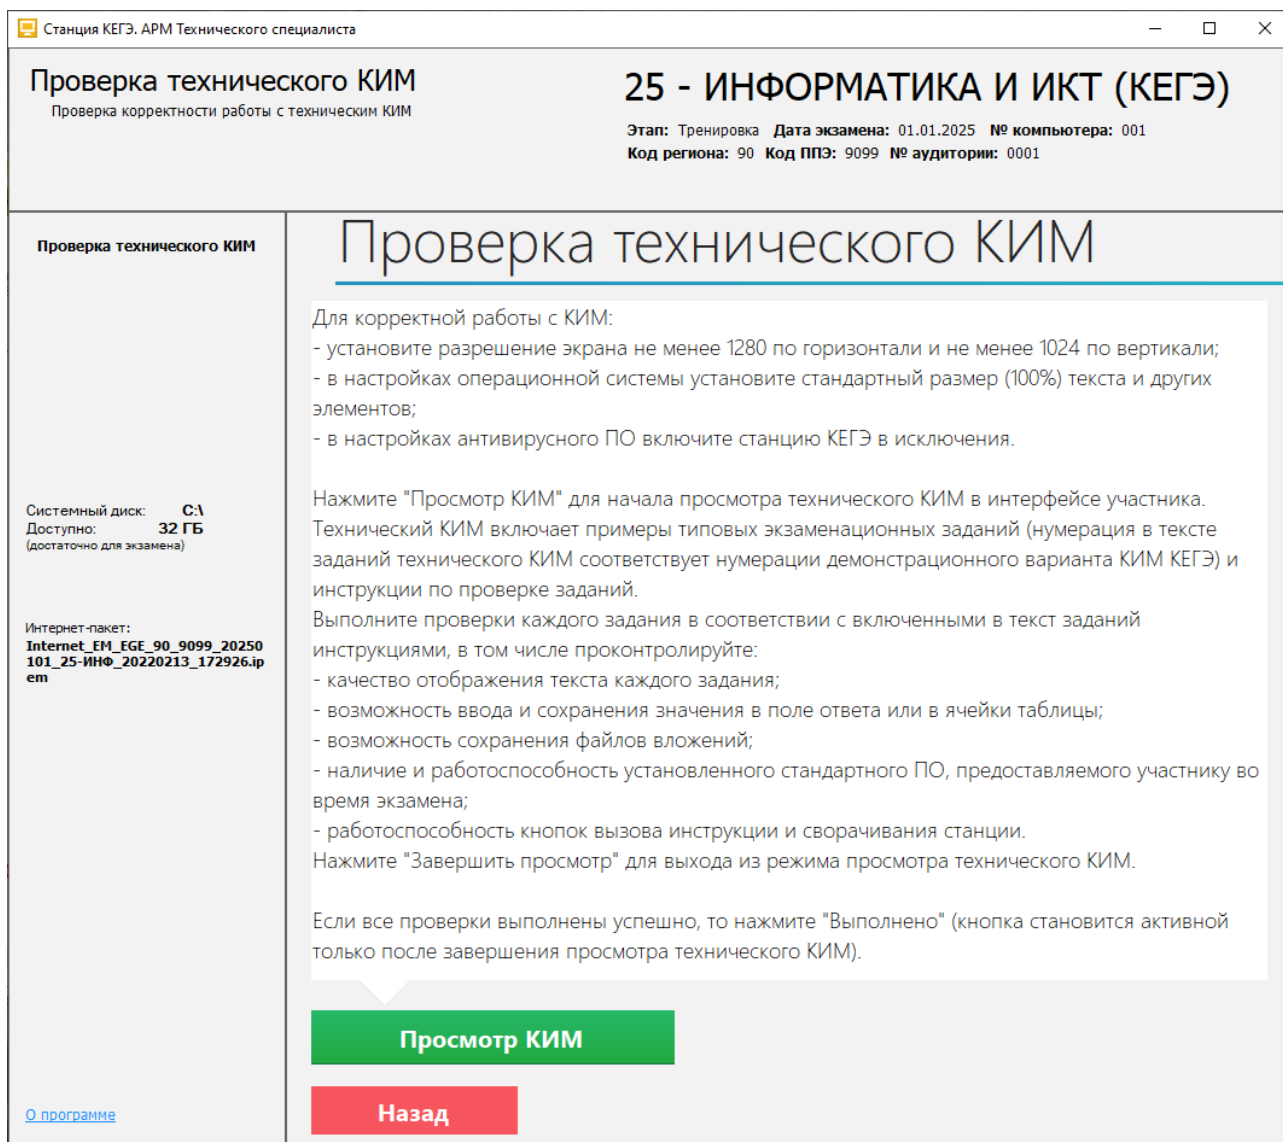 Станция КЕГЭ. АРМ Технического специалиста
Проверка технического КИМ
Проверка корректности работы с техническим КИМ
25 - ИНФОРМАТИКА И ИКТ (КЕГЭ)
Этап: Тренировка Дата экзамена: 01.01.2025 № компьютера: 001
Код региона: 90 Код ППЭ: 9099 № аудитории: 0001
Проверка технического КИМ
Системный диск: C:\
Доступно: 32 ГБ
(достаточно для экзамена)
Интернет-пакет:
Internet_EM_EGE_90_9099_20250
101_25-ИНФ_20220213_172926.ip
em
О программе
Проверка технического КИМ
Для корректной работы с КИМ:
- установите разрешение экрана не менее 1280 по горизонтали и не менее 1024 по вертикали;
- в настройках операционной системы установите стандартный размер (100%) текста и других
элементов;
- в настройках антивирусного ПО включите станцию КЕГЭ в исключения.
Нажмите "Просмотр КИМ" для начала просмотра технического КИМ в интерфейсе участника.
Технический КИМ включает примеры типовых экзаменационных заданий (нумерация в тексте
заданий технического КИМ соответствует нумерации демонстрационного варианта КИМ КЕГЭ) и
инструкции по проверке заданий.
Выполните проверки каждого задания в соответствии с включенными в текст заданий
инструкциями, в том числе проконтролируйте:
- качество отображения текста каждого задания;
- возможность ввода и сохранения значения в поле ответа или в ячейки таблицы;
- возможность сохранения файлов вложений;
- наличие и работоспособность установленного стандартного ПО, предоставляемого участнику во
время экзамена;
- работоспособность кнопок вызова инструкции и сворачивания станции.
Нажмите "Завершить просмотр" для выхода из режима просмотра технического КИМ.
Если все проверки выполнены успешно, то нажмите "Выполнено" (кнопка становится активной
только после завершения просмотра технического КИМ).
Просмотр КИМ
Назад